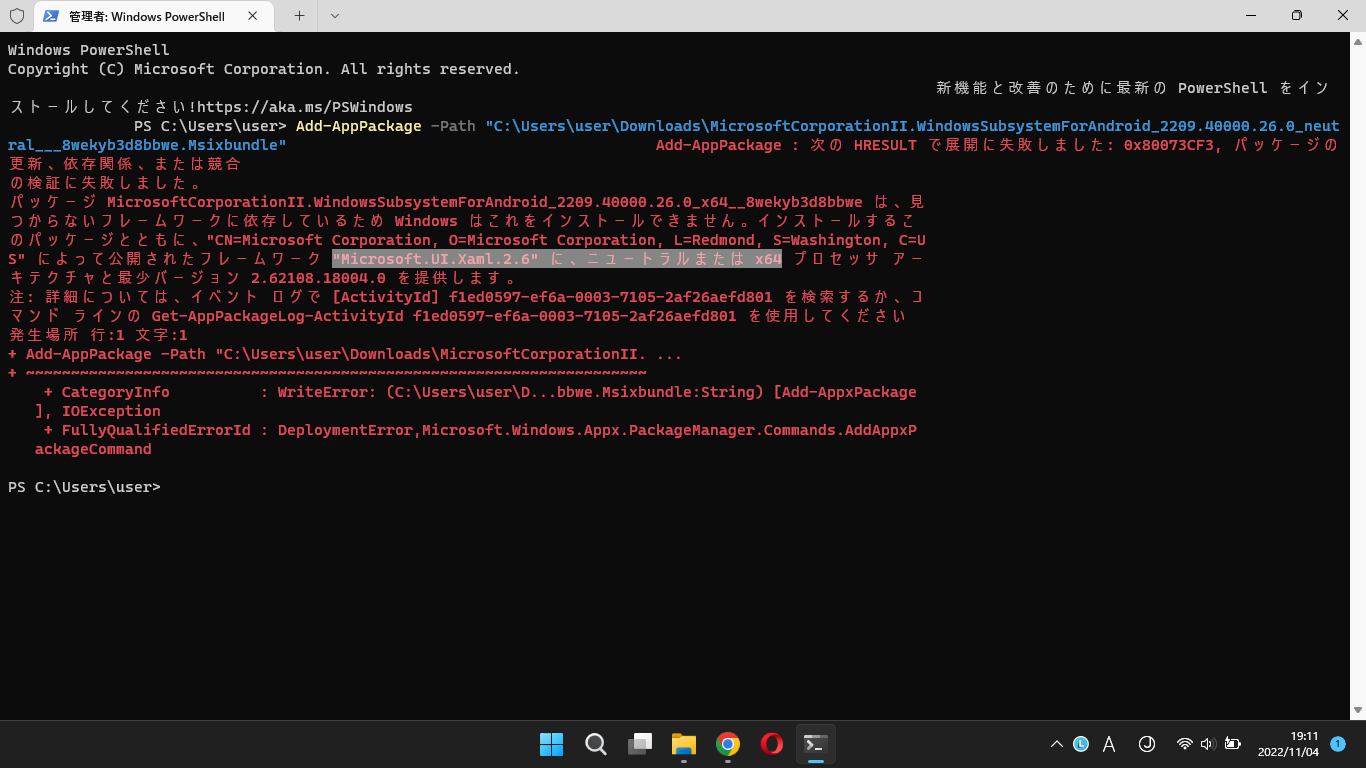 管理者: Windows PowerShell
Windows PowerShell
Copyright (C) Microsoft Corporation. All rights reserved.
新機能と改善のために最新の PowerShell をイン
ストールしてください!https://aka.ms/PSWindows
PS C:\Users\user> Add-AppPackage -Path "C:\Users\user\Downloads\MicrosoftCorporationII.WindowsSubsystemForAndroid_2209.40000.26.0_neut
ral___8wekyb3d8bbwe.Msixbundle" Add-AppPackage : 次の HRESULT で展開に失敗しました: 0x80073CF3, パッケージの
更新、依存関係、または競合
の検証に失敗しました。
パッケージ MicrosoftCorporationII.WindowsSubsystemForAndroid_2209.40000.26.0_x64__8wekyb3d8bbwe は、見
つからないフレームワークに依存しているため Windows はこれをインストールできません。インストールするこ
のパッケージとともに、"CN=Microsoft Corporation, O=Microsoft Corporation, L=Redmond, S=Washington, C=U
S" によって公開されたフレームワーク "Microsoft.UI.Xaml.2.6" に、ニュートラルまたは x64 プロセッサ アー
キテクチャと最少バージョン 2.62108.18004.0 を提供します。
注: 詳細については、イベント ログで [ActivityId] f1ed0597-ef6a-0003-7105-2af26aefd801 を検索するか、コ
マンド ラインの Get-AppPackageLog-ActivityId f1ed0597-ef6a-0003-7105-2af26aefd801 を使用してください
発生場所 行:1 文字:1
+ Add-AppPackage -Path "C:\Users\user\Downloads\MicrosoftCorporationII. ...
+ ~~~~~~~~~~~~~~~~~~~~~~~~~~~~~~~~~~~~~~~~~~~~~~~~~~~~~~~~~~~~~~~~~~~~~
+ CategoryInfo : WriteError: (C:\Users\user\D...bbwe.Msixbundle:String) [Add-AppxPackage
], IOException
+ FullyQualifiedErrorId : DeploymentError,Microsoft.Windows.Appx.PackageManager.Commands.AddAppxP
ackageCommand
PS C:\Users\user>
A
19:11
2022/11/04
1